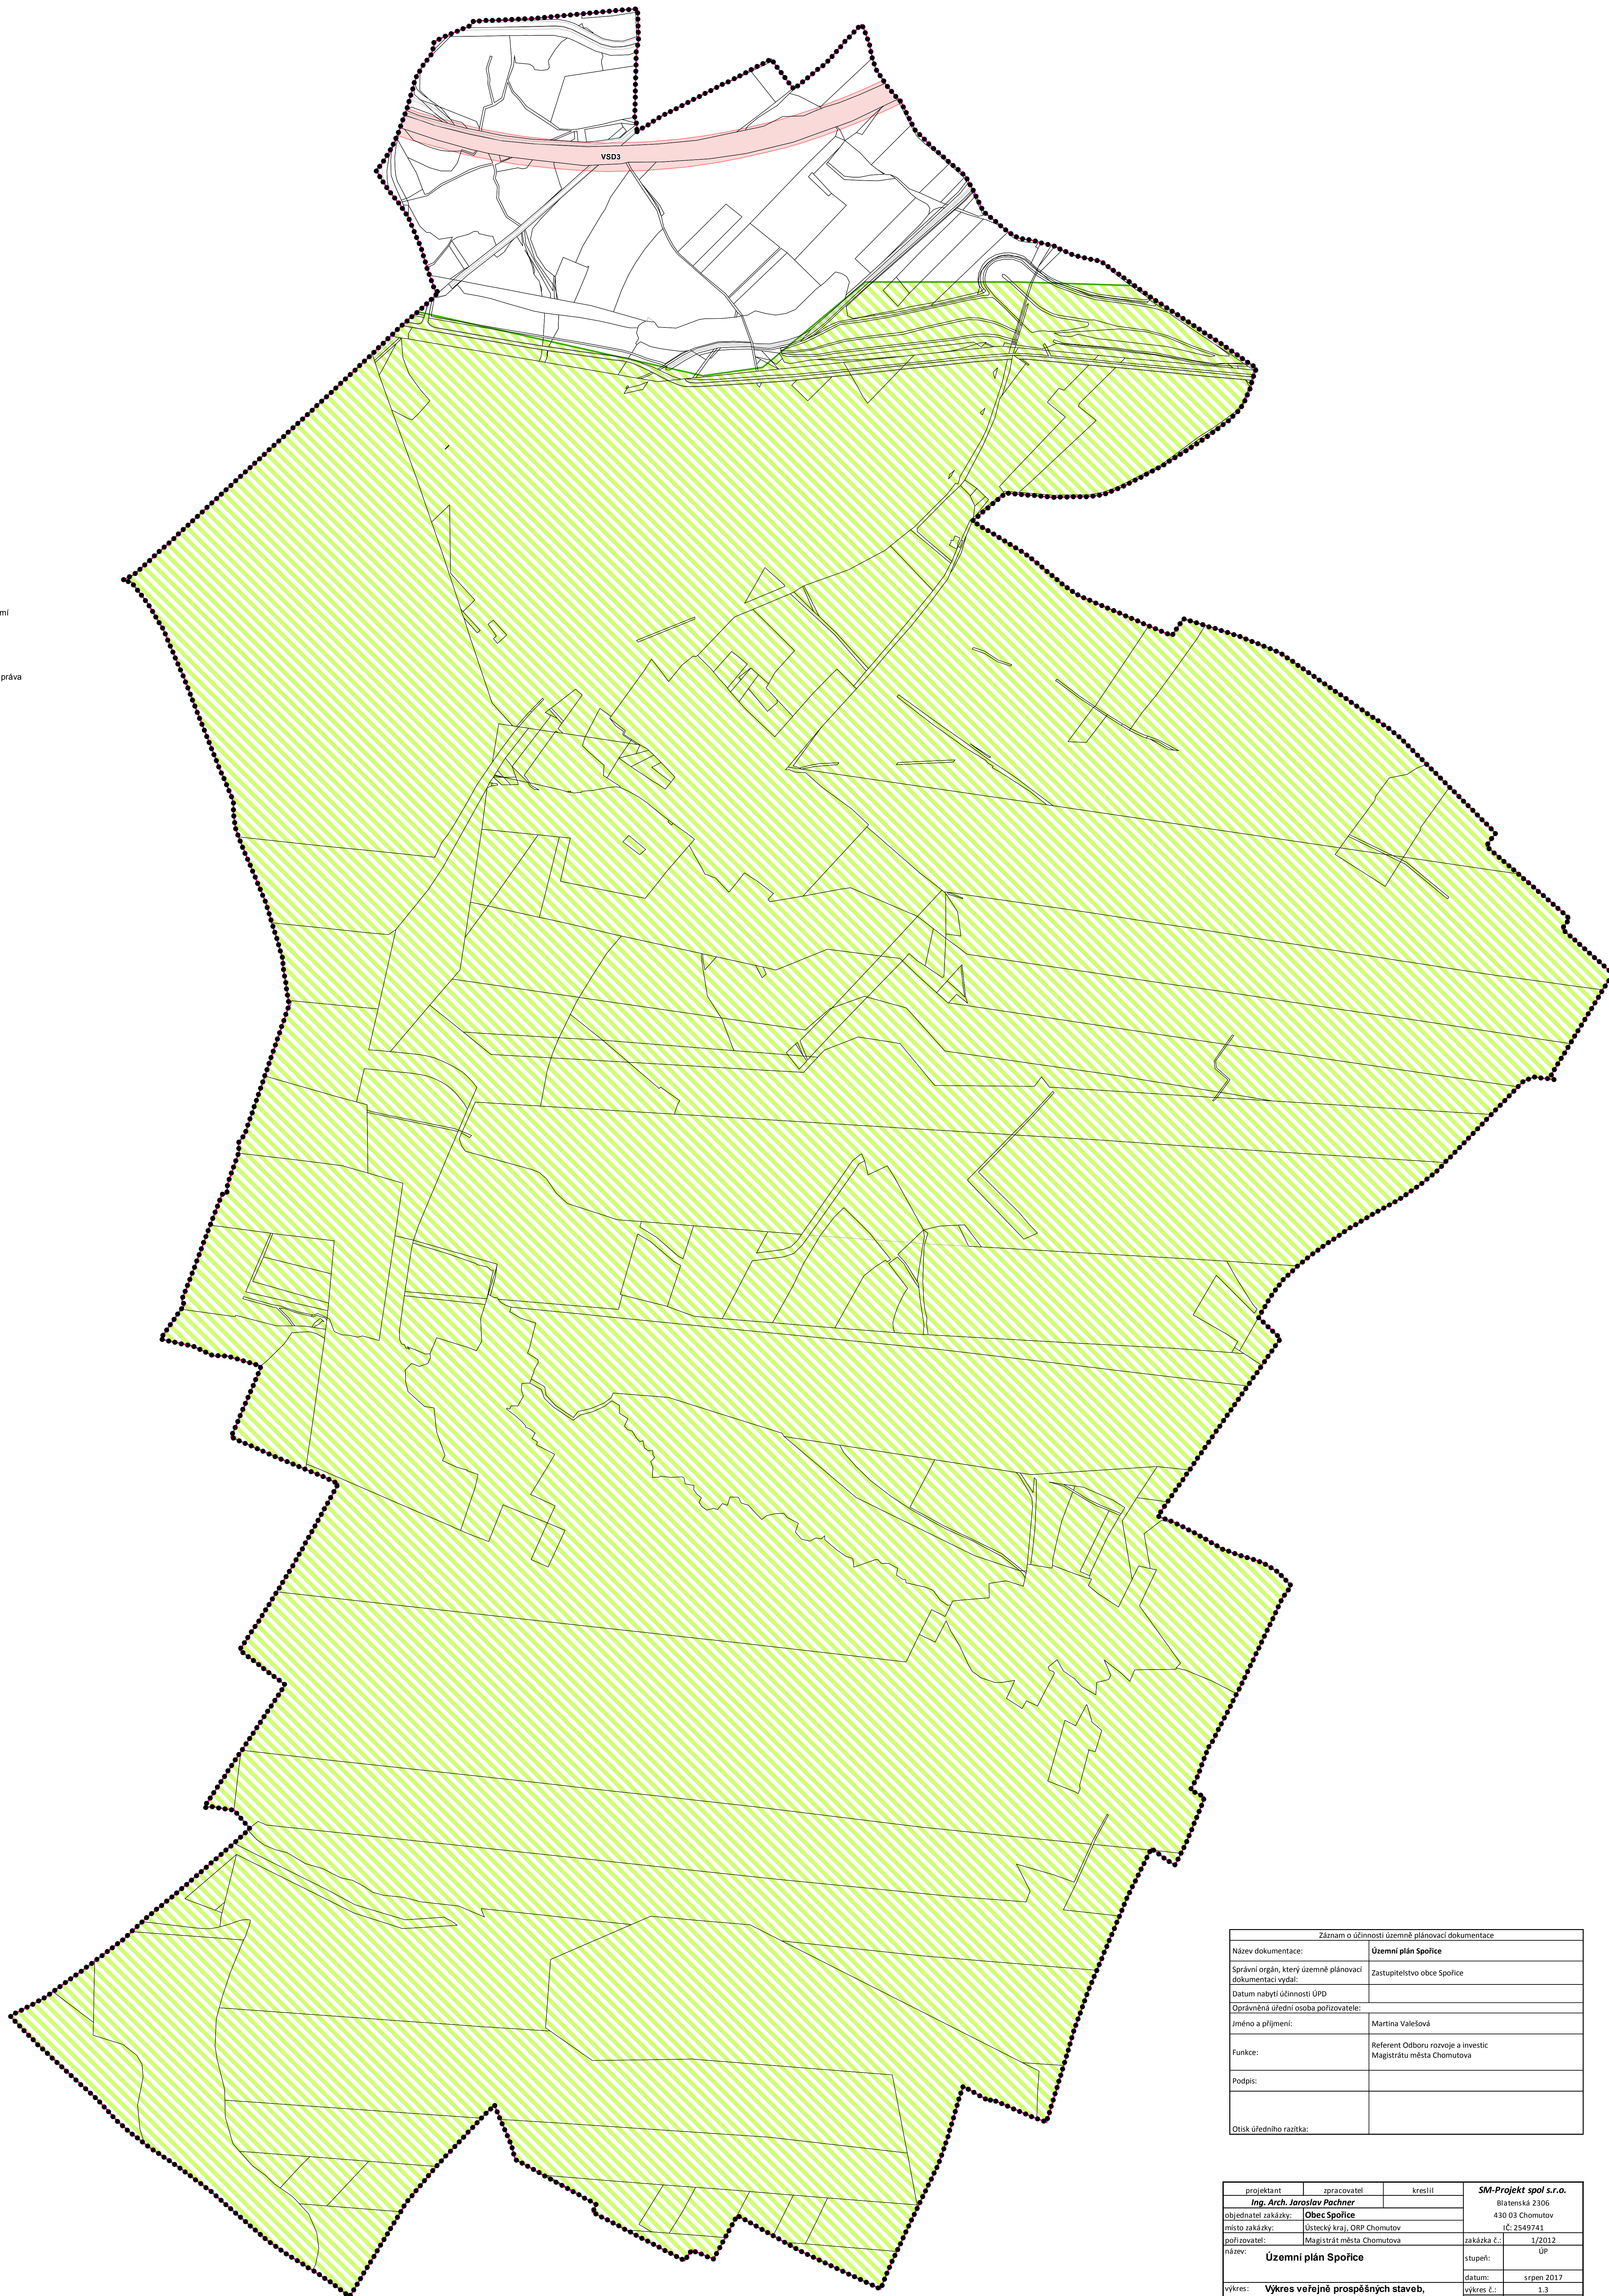 VSD3
mí
práva
Záznam o účinnosti územně plánovací dokumentace
Název dokumentace: Územní plán Spořice
Správní orgán, který územně plánovací
dokumentaci vydal: Zastupitelstvo obce Spořice
Datum nabytí účinnosti ÚPD
Oprávněná úřední osoba pořizovatele:
Jméno a příjmení: Martina Valešová
Funkce: Referent Odboru rozvoje a investic
Magistrátu města Chomutova
Podpis:
Otisk úředního razítka:
projektant zpracovatel kreslil SM-Projekt spol s.r.o.
Ing. Arch. Jaroslav Pachner Blatenská 2306
objednatel zakázky: Obec Spořice 430 03 Chomutov
místo zakázky: Ústecký kraj, ORP Chomutov IČ: 2549741
pořizovatel: Magistrát města Chomutova zakázka č.: 1/2012
název: Územní plán Spořice stupeň: ÚP
datum: srpen 2017
výkres: Výkres veřejně prospěšných staveb, výkres č.: 1.3